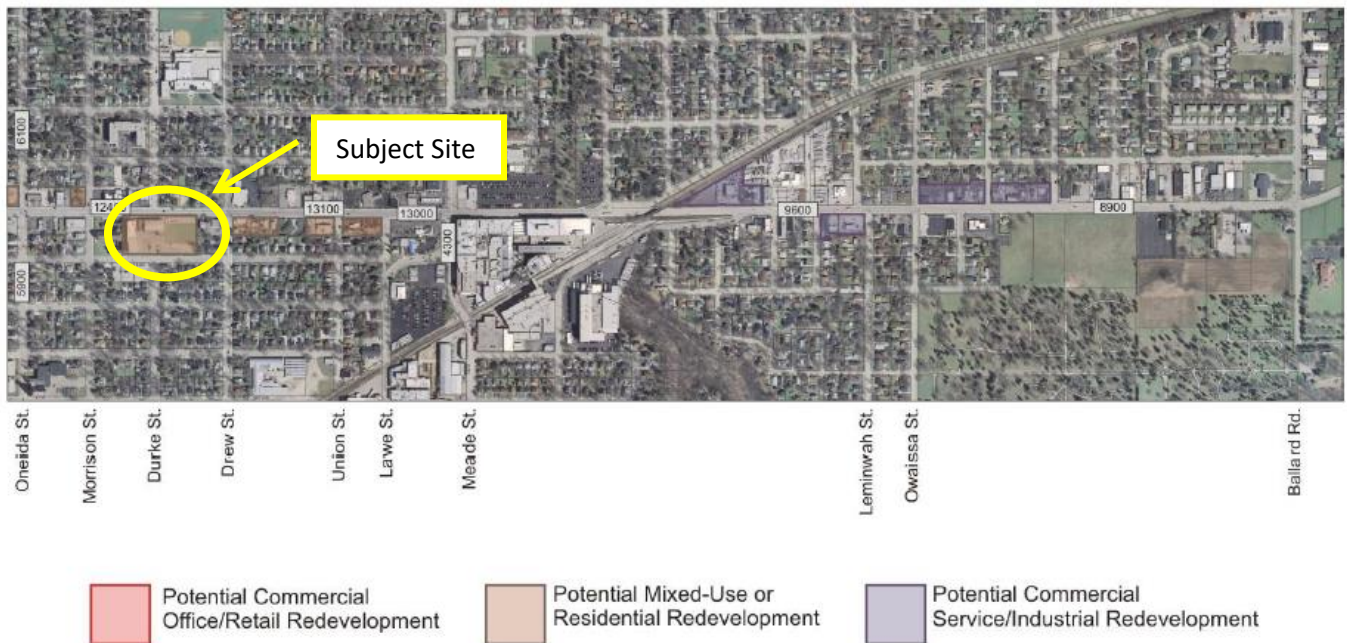 Subject Site
6100
1240
13100
13000
9600
8900
4300
5900
Oneida St.
Morrison St.
Durke St.
Drew St.
Union St.
Lawe St.
Meade St.
Leminwah St.
Owaissa St.
Ballard Rd.
Potential Commercial
Office/Retail Redevelopment
Potential Mixed-Use or
Residential Redevelopment
Potential Commercial
Service/Industrial Redevelopment